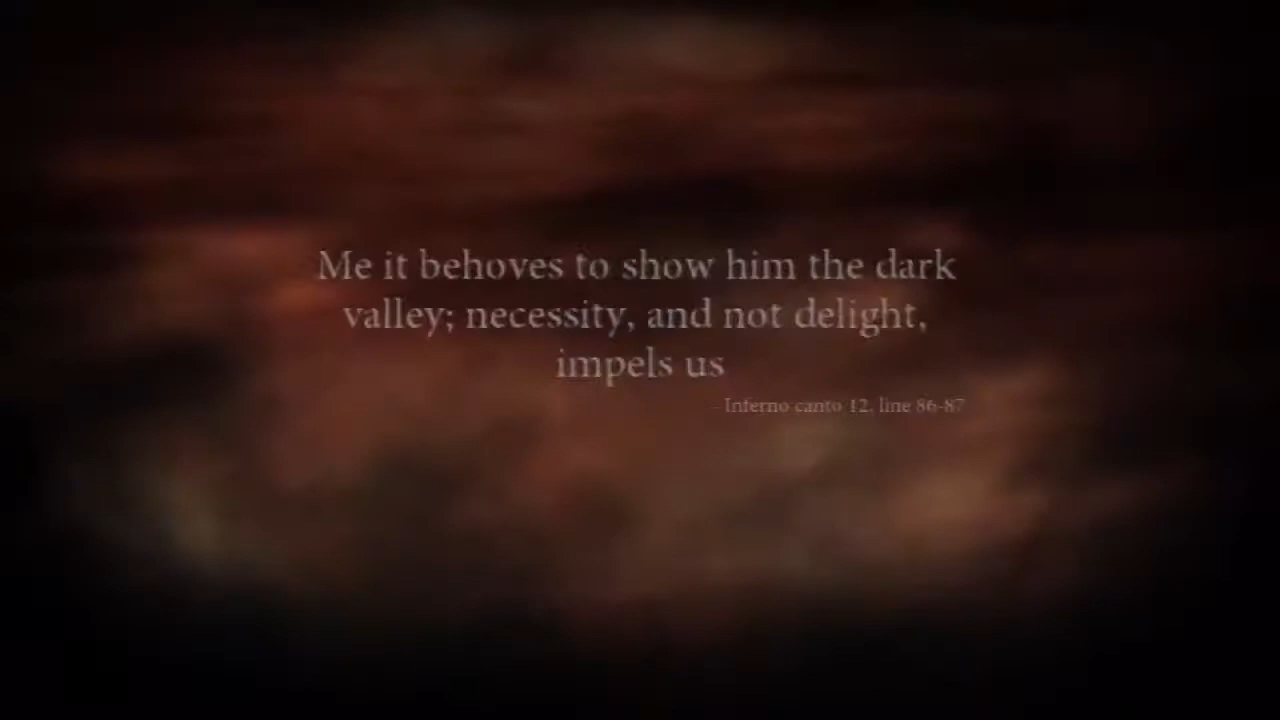 Me it behoves to show him the dark
valley; necessity, and not delight,
impels us
- Inferno canto 12, line 86-87